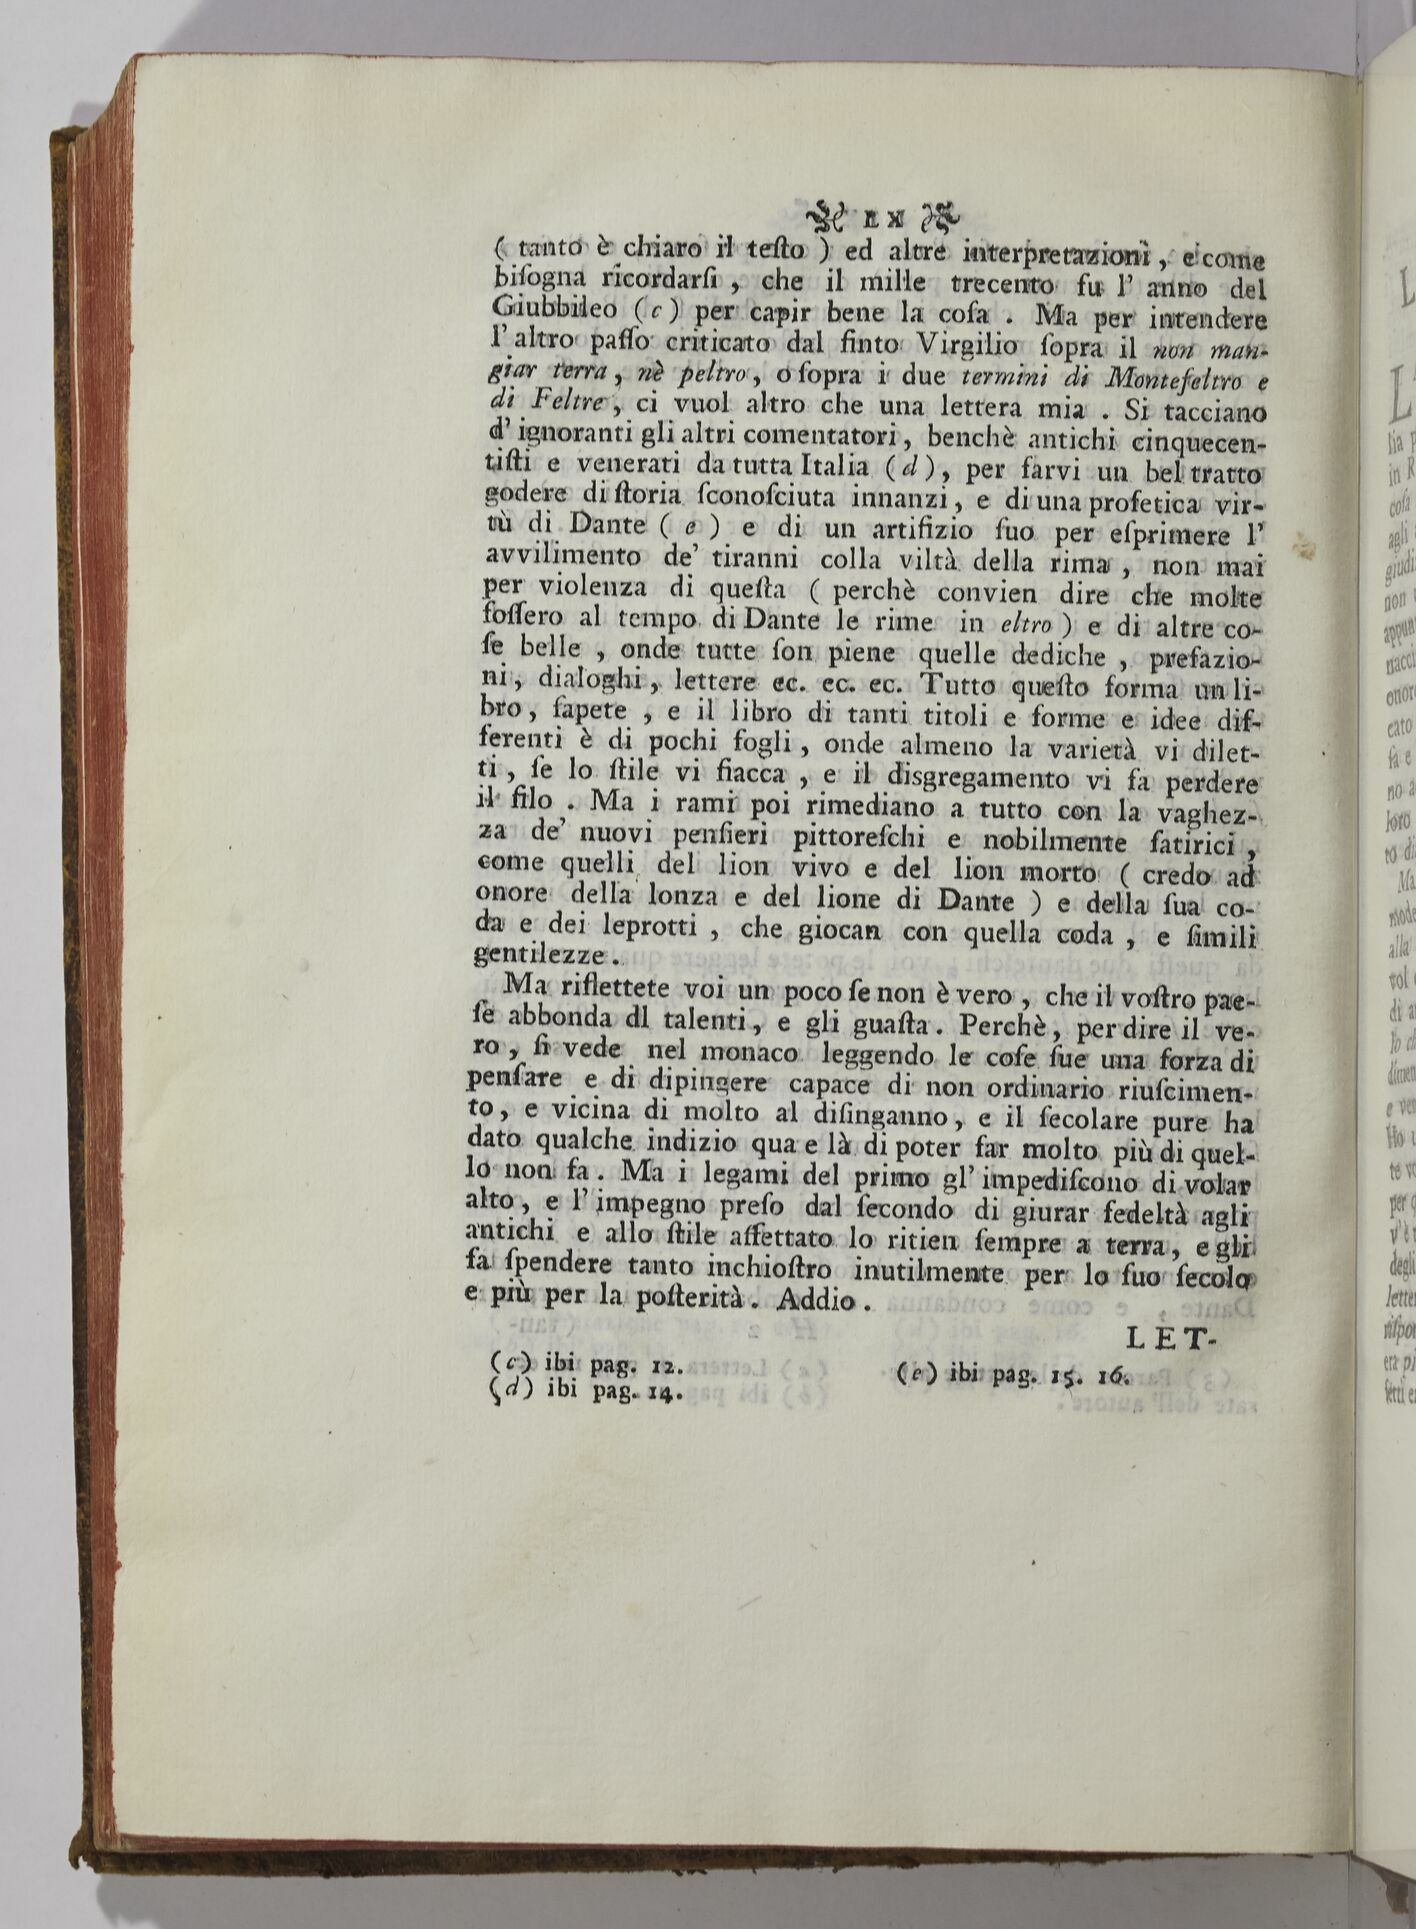 LX
( tanto è chiaro il teſto ) ed altre interpretazioni, e come
biſogna ricordarſi, che il mille trecento fu l' anno del
Giubbileo (c) per capir bene la coſa. Ma per intendere
l' altro paſſo criticato dal finto Virgilio ſopra il non man-
giar terra, nè peltro, o ſopra i due termini di Montefeltro e
di Feltre, ci vuol altro che una lettera mia. Si tacciano
d' ignoranti gli altri comentatori, benchè antichi cinquecen-
tiſti e venerati da tutta Italia (d), per farvi un bel tratto
godere di ſtoria ſconoſciuta innanzi, e di una profetica vir-
tù di Dante (e) e di un artifizio ſuo per eſprimere l'
avvilimento de' tiranni colla viltà della rima, non mai
per violenza di queſta ( perchè convien dire che molte
foſſero al tempo di Dante le rime in eltro ) e di altre co-
ſe belle, onde tutte ſon piene quelle dediche, prefazio-
ni, dialoghi, lettere ec. ec. ec. Tutto queſto forma un li-
bro, ſapete, e il libro di tanti titoli e forme e idee dif-
ferenti è di pochi fogli, onde almeno la varietà vi dilet-
ti, ſe lo ſtile vi fiacca, e il disgregamento vi fa perdere
il filo. Ma i rami poi rimediano a tutto con la vaghez-
za de' nuovi penſieri pittoreſchi e nobilmente ſatirici,
come quelli del lion vivo e del lion morto ( credo ad
onore della lonza e del lione di Dante ) e della ſua co-
da e dei leprotti, che giocan con quella coda, e ſimili
gentilezze.
Ma riflettete voi un poco ſe non è vero, che il voſtro pae-
ſe abbonda dl talenti, e gli guaſta. Perchè, per dire il ve-
ro, ſi vede nel monaco leggendo le coſe ſue una forza di
penſare e di dipingere capace di non ordinario riuſcimen-
to, e vicina di molto al diſinganno, e il ſecolare pure ha
dato qualche indizio qua e là di poter far molto più di quel-
lo non fa. Ma i legami del primo gl' impediſcono di volar
alto, e l' impegno preſo dal ſecondo di giurar fedeltà agli
antichi e allo ſtile affettato lo ritien ſempre a terra, e gli
fa ſpendere tanto inchioſtro inutilmente per lo ſuo ſecolo
e più per la poſterità. Addio.
LET-
(c) ibi pag. 12.
(d) ibi pag. 14.
(e) ibi pag. 15. 16.